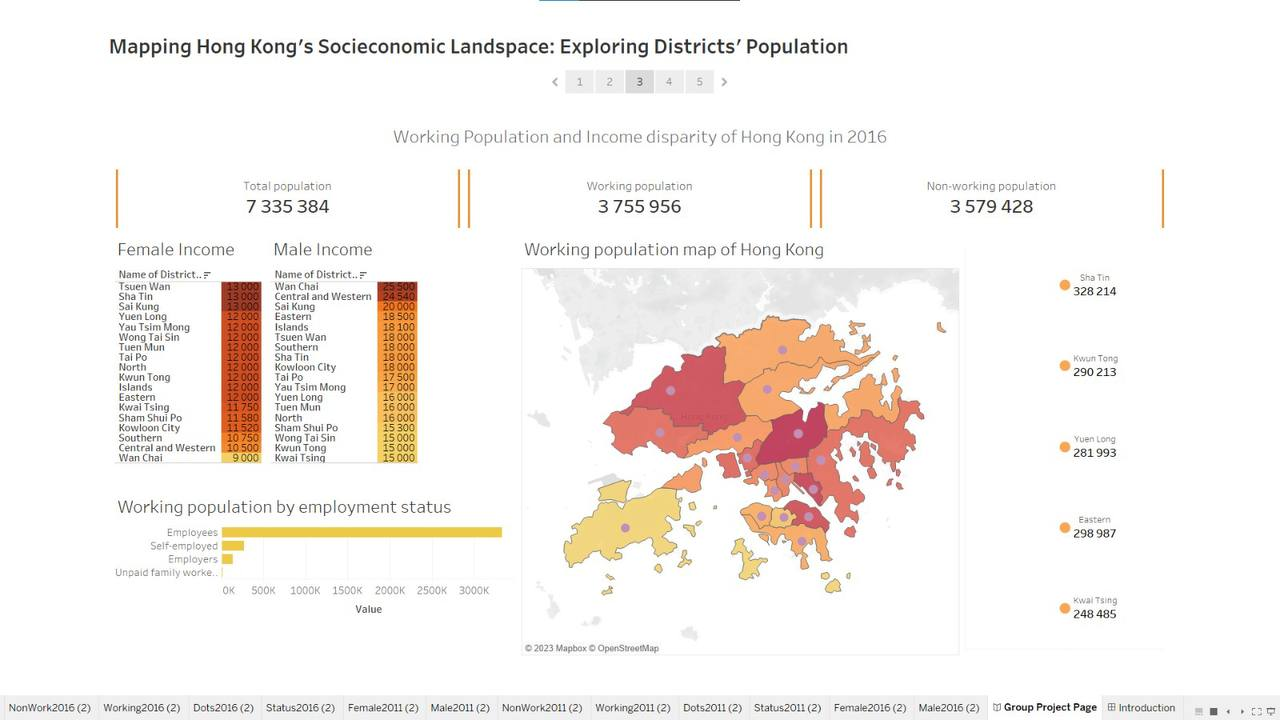 Mapping Hong Kong's Socieconomic Landspace: Exploring Districts' Population
1 2 3 4 5
Working Population and Income disparity of Hong Kong in 2016
Total population
7 335 384
Working population
3 755 956
Non-working population
3 579 428
Female Income
Name of District..
Tsuen Wan 13 000
Sha Tin 13 000
Sai Kung 13 000
Yuen Long 12 000
Yau Tsim Mong 12 000
Wong Tai Sin 12 000
Tuen Mun 12 000
Tai Po 12 000
North 12 000
Kwun Tong 12 000
Islands 12 000
Eastern 12 000
Kwai Tsing 11 750
Sham Shui Po 11 580
Kowloon City 11 520
Southern 10 750
Central and Western 10 500
Wan Chai 9 000
Male Income
Name of District..
Wan Chai 25 500
Central and Western 24 540
Sai Kung 20 000
Eastern 18 500
Islands 18 100
Tsuen Wan 18 000
Southern 18 000
Sha Tin 18 000
Kowloon City 18 000
Tai Po 17 500
Yau Tsim Mong 17 000
Yuen Long 16 000
Tuen Mun 16 000
North 16 000
Sham Shui Po 15 300
Wong Tai Sin 15 000
Kwun Tong 15 000
Kwai Tsing 15 000
Working population by employment status
Employees
Self-employed
Employers
Unpaid family worke..
0K 500K 1000K 1500K 2000K 2500K 3000K
Value
Working population map of Hong Kong
© 2023 Mapbox © OpenStreetMap
Sha Tin
328 214
Kwun Tong
290 213
Yuen Long
281 993
Eastern
298 987
Kwai Tsing
248 485
NonWork2016 (2) Working2016 (2) Dots2016 (2) Status2016 (2) Female2011 (2) Male2011 (2) NonWork2011 (2) Working2011 (2) Dots2011 (2) Status2011 (2) Female2016 (2) Male2016 (2) Group Project Page Introduction